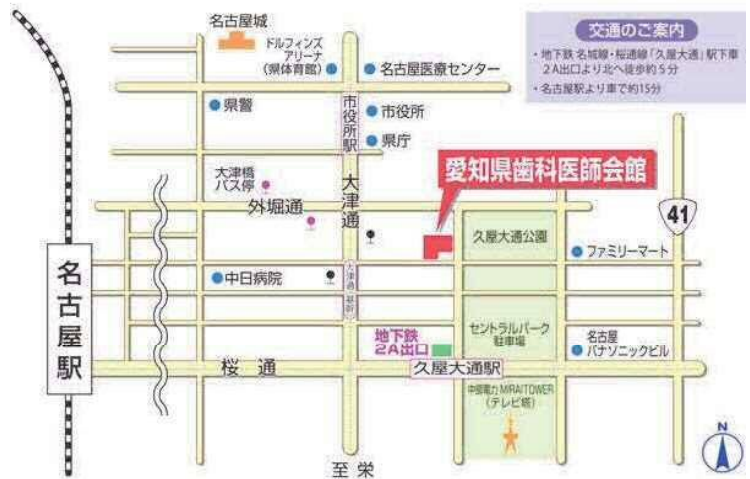 名古屋城
ドルフィンズ
アリーナ
(県体育館)
名古屋医療センター
交通のご案内
・地下鉄 名城線・桜通線「久屋大通」駅下車
2A出口より北へ徒歩約5分
・名古屋駅より車で約15分
県警
市役所駅
市役所
県庁
大津橋
バス停
外堀通
大津通
愛知県歯科医師会館
41
久屋大通公園
ファミリーマート
名古屋駅
中日病院
地下鉄
2A出口
セントラルパーク
駐車場
名古屋
パナソニックビル
桜通
久屋大通駅
中部電力 MIRAI TOWER
(テレビ塔)
至栄
N